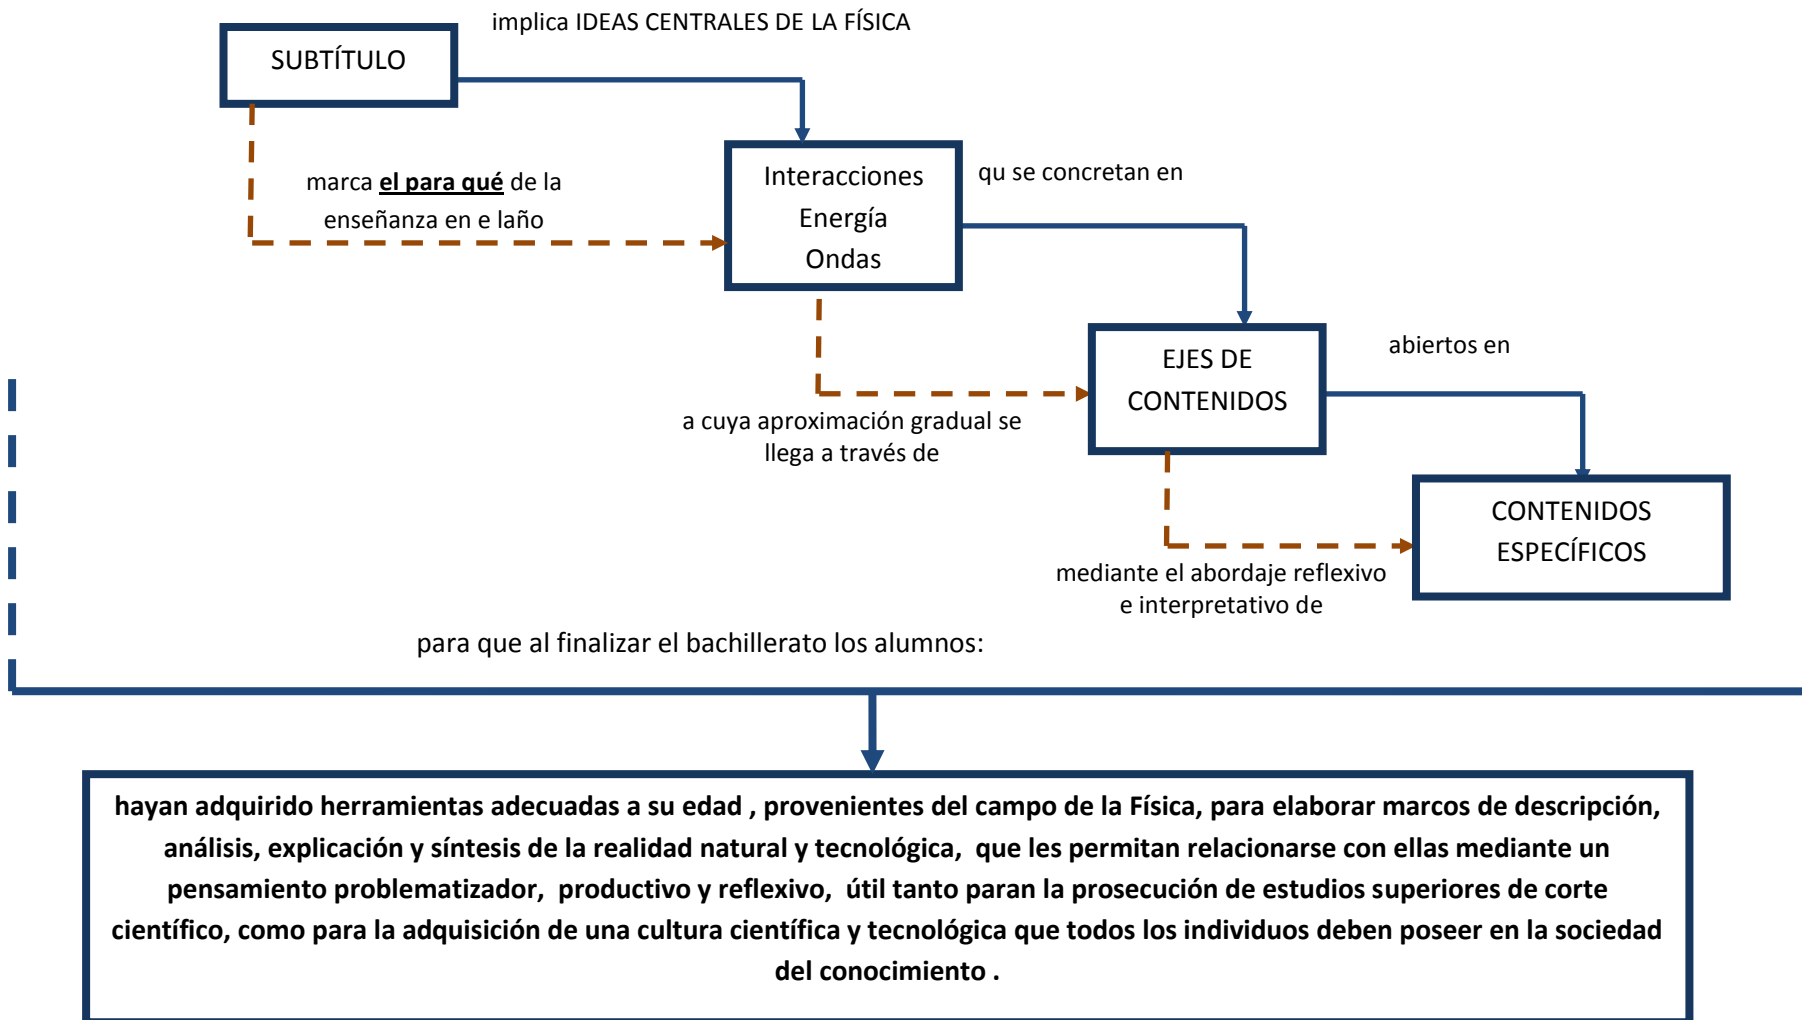 implica IDEAS CENTRALES DE LA FÍSICA
SUBTÍTULO
marca el para qué de la
enseñanza en e laño
Interacciones
Energía
Ondas
qu se concretan en
EJES DE
CONTENIDOS
abiertos en
a cuya aproximación gradual se
llega a través de
CONTENIDOS
ESPECÍFICOS
mediante el abordaje reflexivo
e interpretativo de
para que al finalizar el bachillerato los alumnos:
hayan adquirido herramientas adecuadas a su edad , provenientes del campo de la Física, para elaborar marcos de descripción,
análisis, explicación y síntesis de la realidad natural y tecnológica, que les permitan relacionarse con ellas mediante un
pensamiento problematizador, productivo y reflexivo, útil tanto paran la prosecución de estudios superiores de corte
científico, como para la adquisición de una cultura científica y tecnológica que todos los individuos deben poseer en la sociedad
del conocimiento .